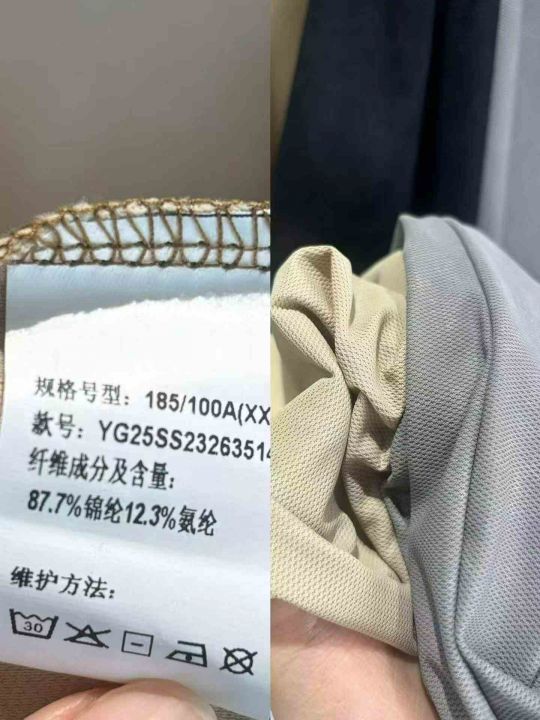 规格号型：185/100A(XX
款号：YG25SS23263514
纤维成分及含量：
87.7%锦纶12.3%氨纶
维护方法：
30